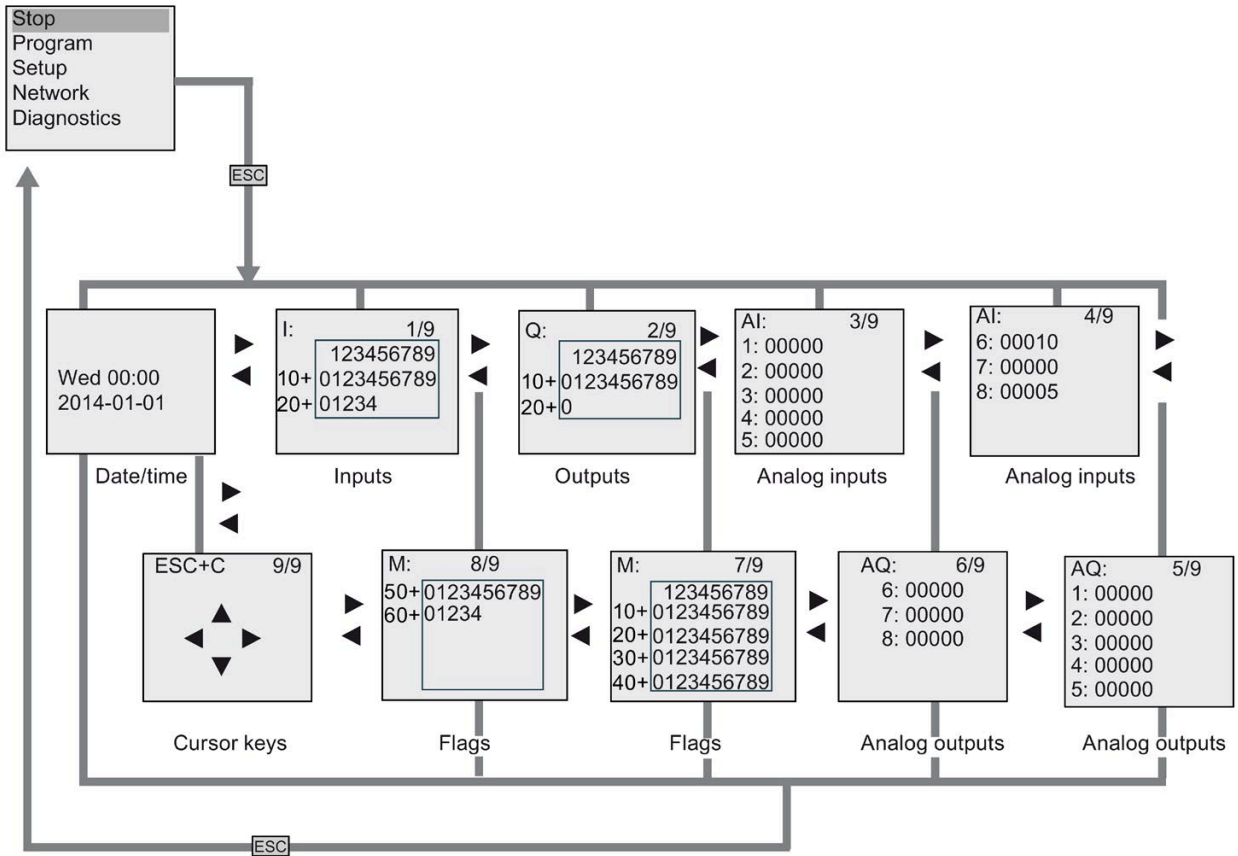 Stop
Program
Setup
Network
Diagnostics
ESC
Wed 00:00
2014-01-01
Date/time
I: 1/9
123456789
10+ 0123456789
20+ 01234
Inputs
Q: 2/9
123456789
10+ 0123456789
20+ 0
Outputs
AI: 3/9
1: 00000
2: 00000
3: 00000
4: 00000
5: 00000
Analog inputs
AI: 4/9
6: 00010
7: 00000
8: 00005
Analog inputs
ESC+C 9/9
Cursor keys
M: 8/9
50+ 0123456789
60+ 01234
Flags
M: 7/9
123456789
10+ 0123456789
20+ 0123456789
30+ 0123456789
40+ 0123456789
Flags
AQ: 6/9
6: 00000
7: 00000
8: 00000
Analog outputs
AQ: 5/9
1: 00000
2: 00000
3: 00000
4: 00000
5: 00000
Analog outputs
ESC